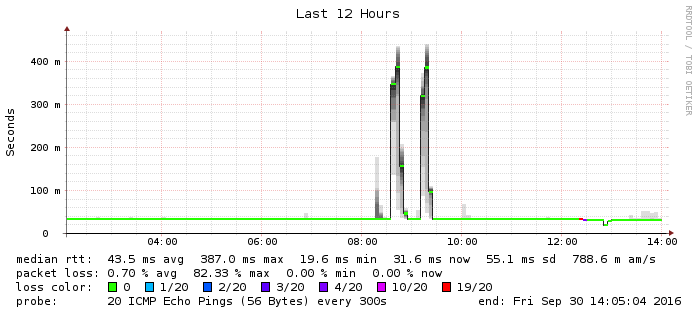 Last 12 Hours
RRDTOOL / TOBI OETIKER
Seconds
400 m
300 m
200 m
100 m
0
04:00 06:00 08:00 10:00 12:00 14:00
median rtt: 43.5 ms avg 387.0 ms max 19.6 ms min 31.6 ms now 55.1 ms sd 788.6 m am/s
packet loss: 0.70 % avg 82.33 % max 0.00 % min 0.00 % now
loss color: 0 1/20 2/20 3/20 4/20 10/20 19/20
probe: 20 ICMP Echo Pings (56 Bytes) every 300s end: Fri Sep 30 14:05:04 2016